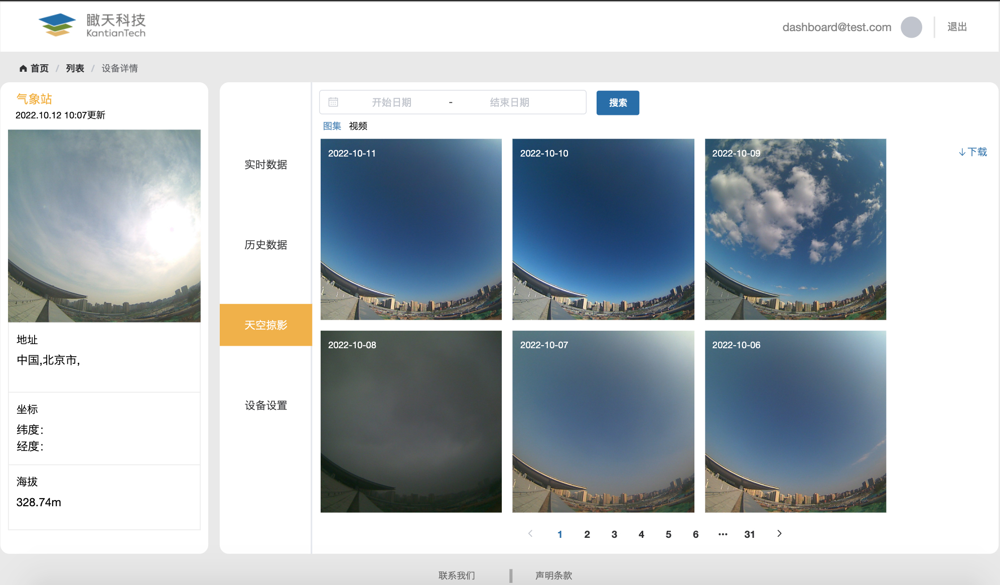 瞰天科技
KantianTech
dashboard@test.com
退出
首页 / 列表 / 设备详情
气象站
2022.10.12 10:07更新
地址
中国,北京市,
坐标
纬度：
经度：
海拔
328.74m
实时数据
历史数据
天空掠影
设备设置
开始日期 - 结束日期
搜索
图集 视频
2022-10-11
2022-10-10
2022-10-09
↓下载
2022-10-08
2022-10-07
2022-10-06
< 1 2 3 4 5 6 ··· 31 >
联系我们
声明条款